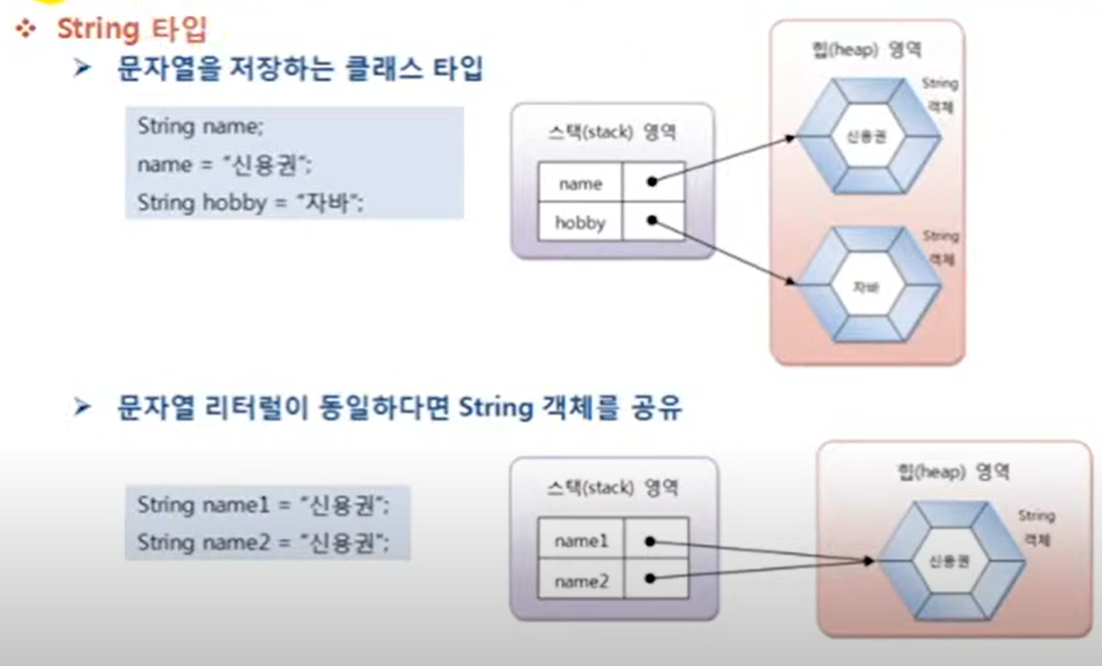 ❖ String 타입
➤ 문자열을 저장하는 클래스 타입
String name;
name = "신용권";
String hobby = "자바";
스택(stack) 영역
name
hobby
힙(heap) 영역
String
객체
신용권
String
객체
자바
➤ 문자열 리터럴이 동일하다면 String 객체를 공유
String name1 = "신용권";
String name2 = "신용권";
스택(stack) 영역
name1
name2
힙(heap) 영역
String
객체
신용권